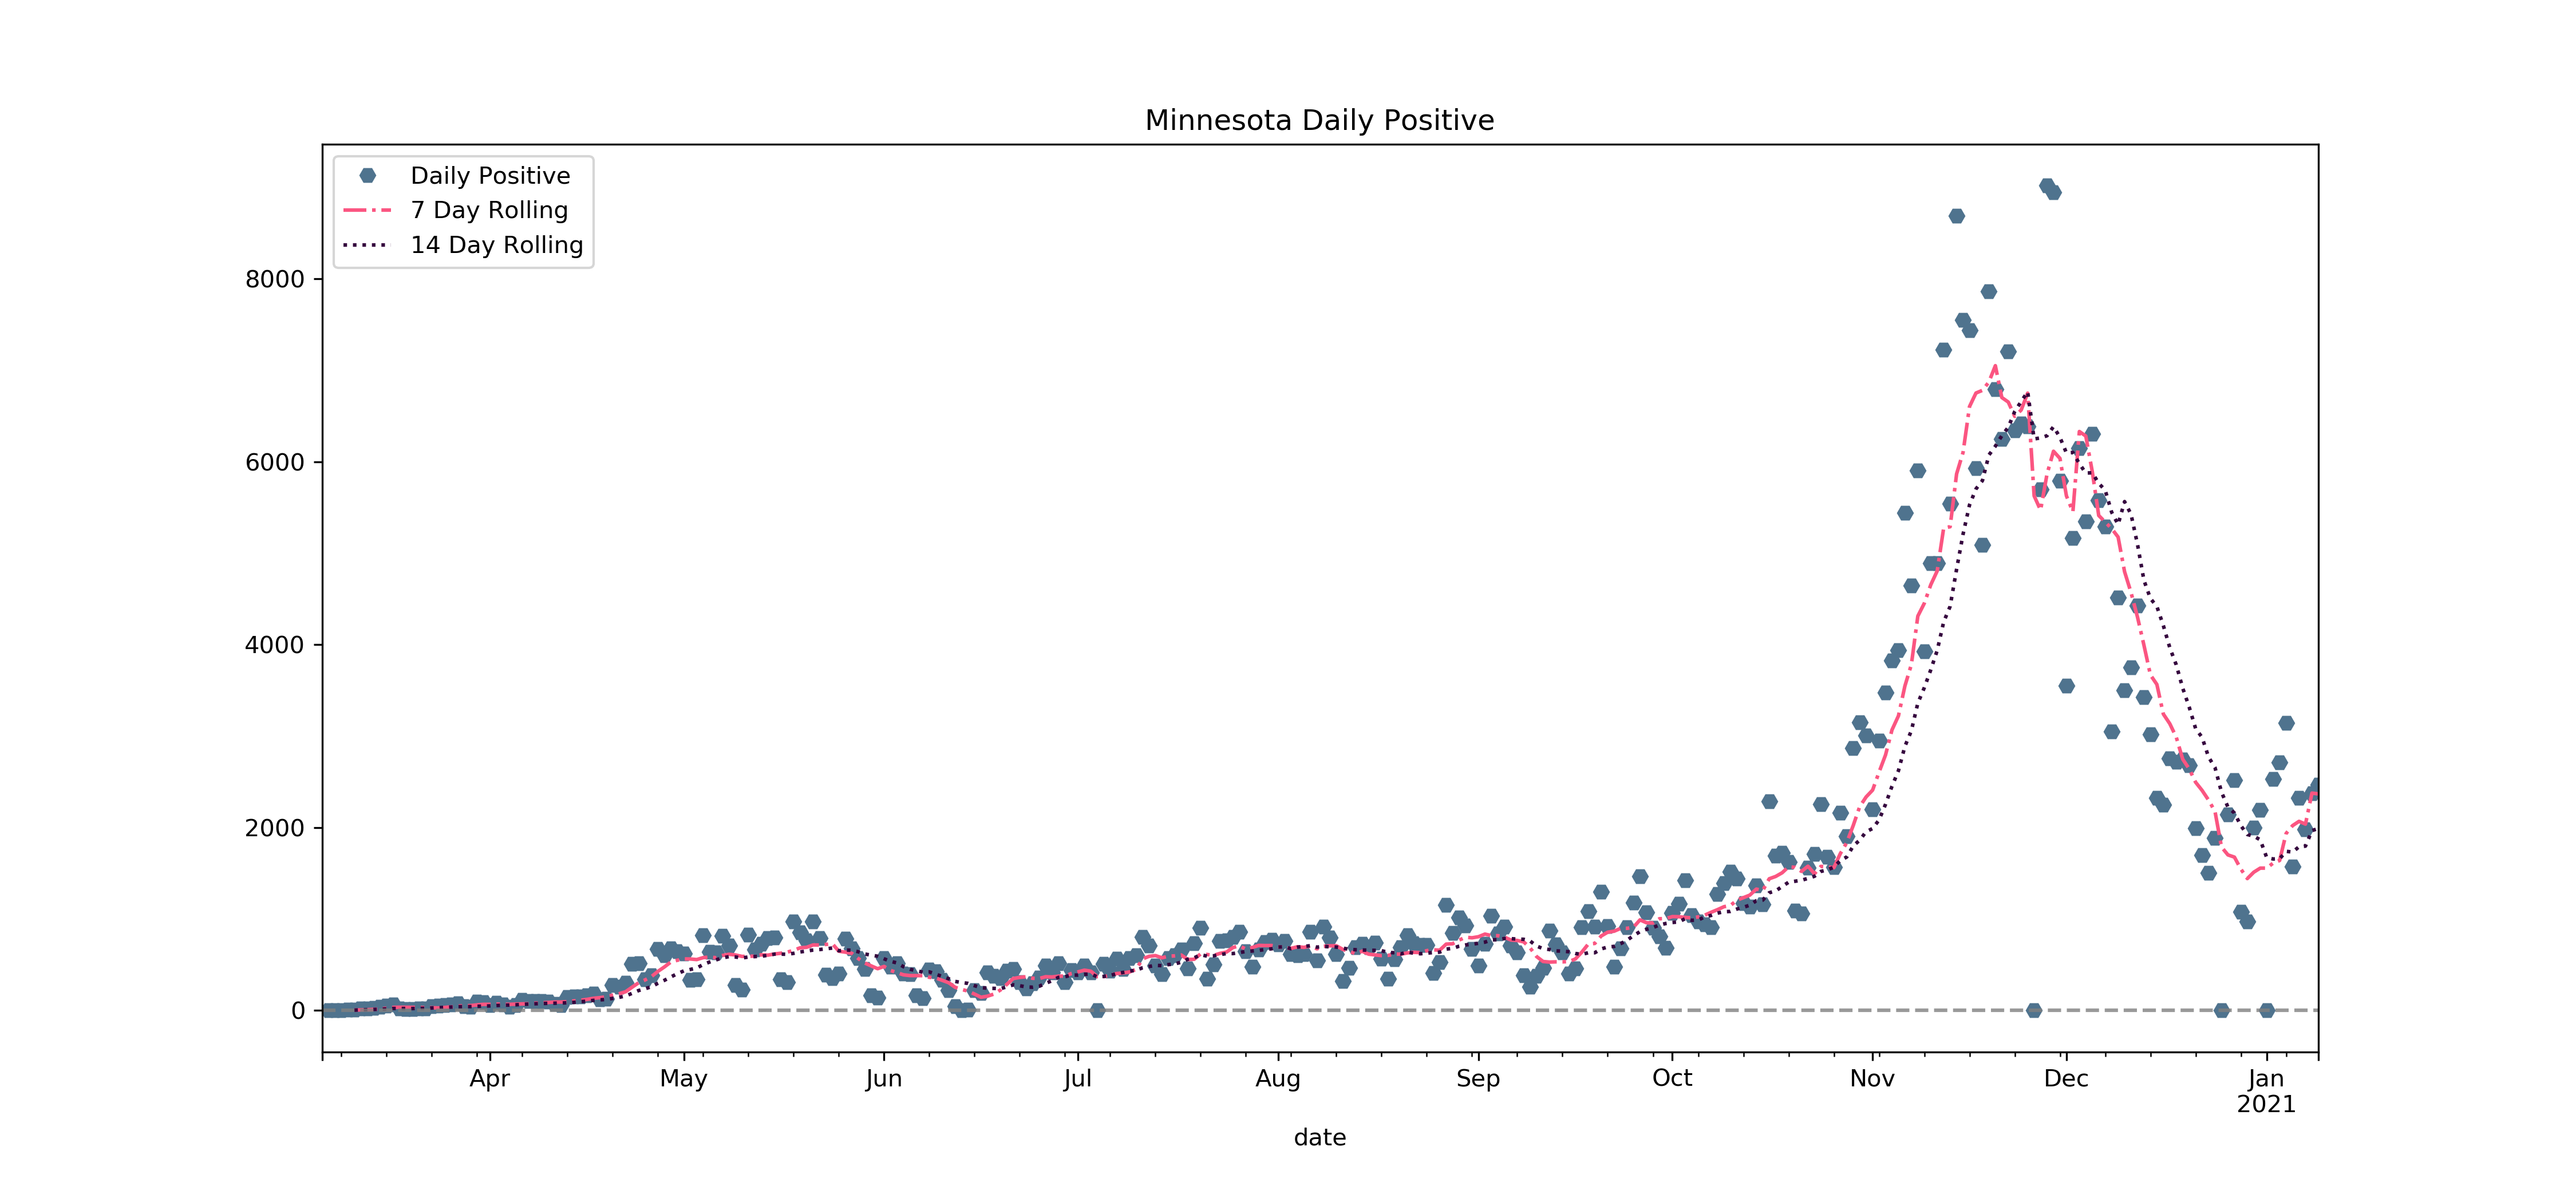 Minnesota Daily Positive
Daily Positive
7 Day Rolling
14 Day Rolling
8000
6000
4000
2000
0
Apr May Jun Jul Aug Sep Oct Nov Dec Jan
2021
date